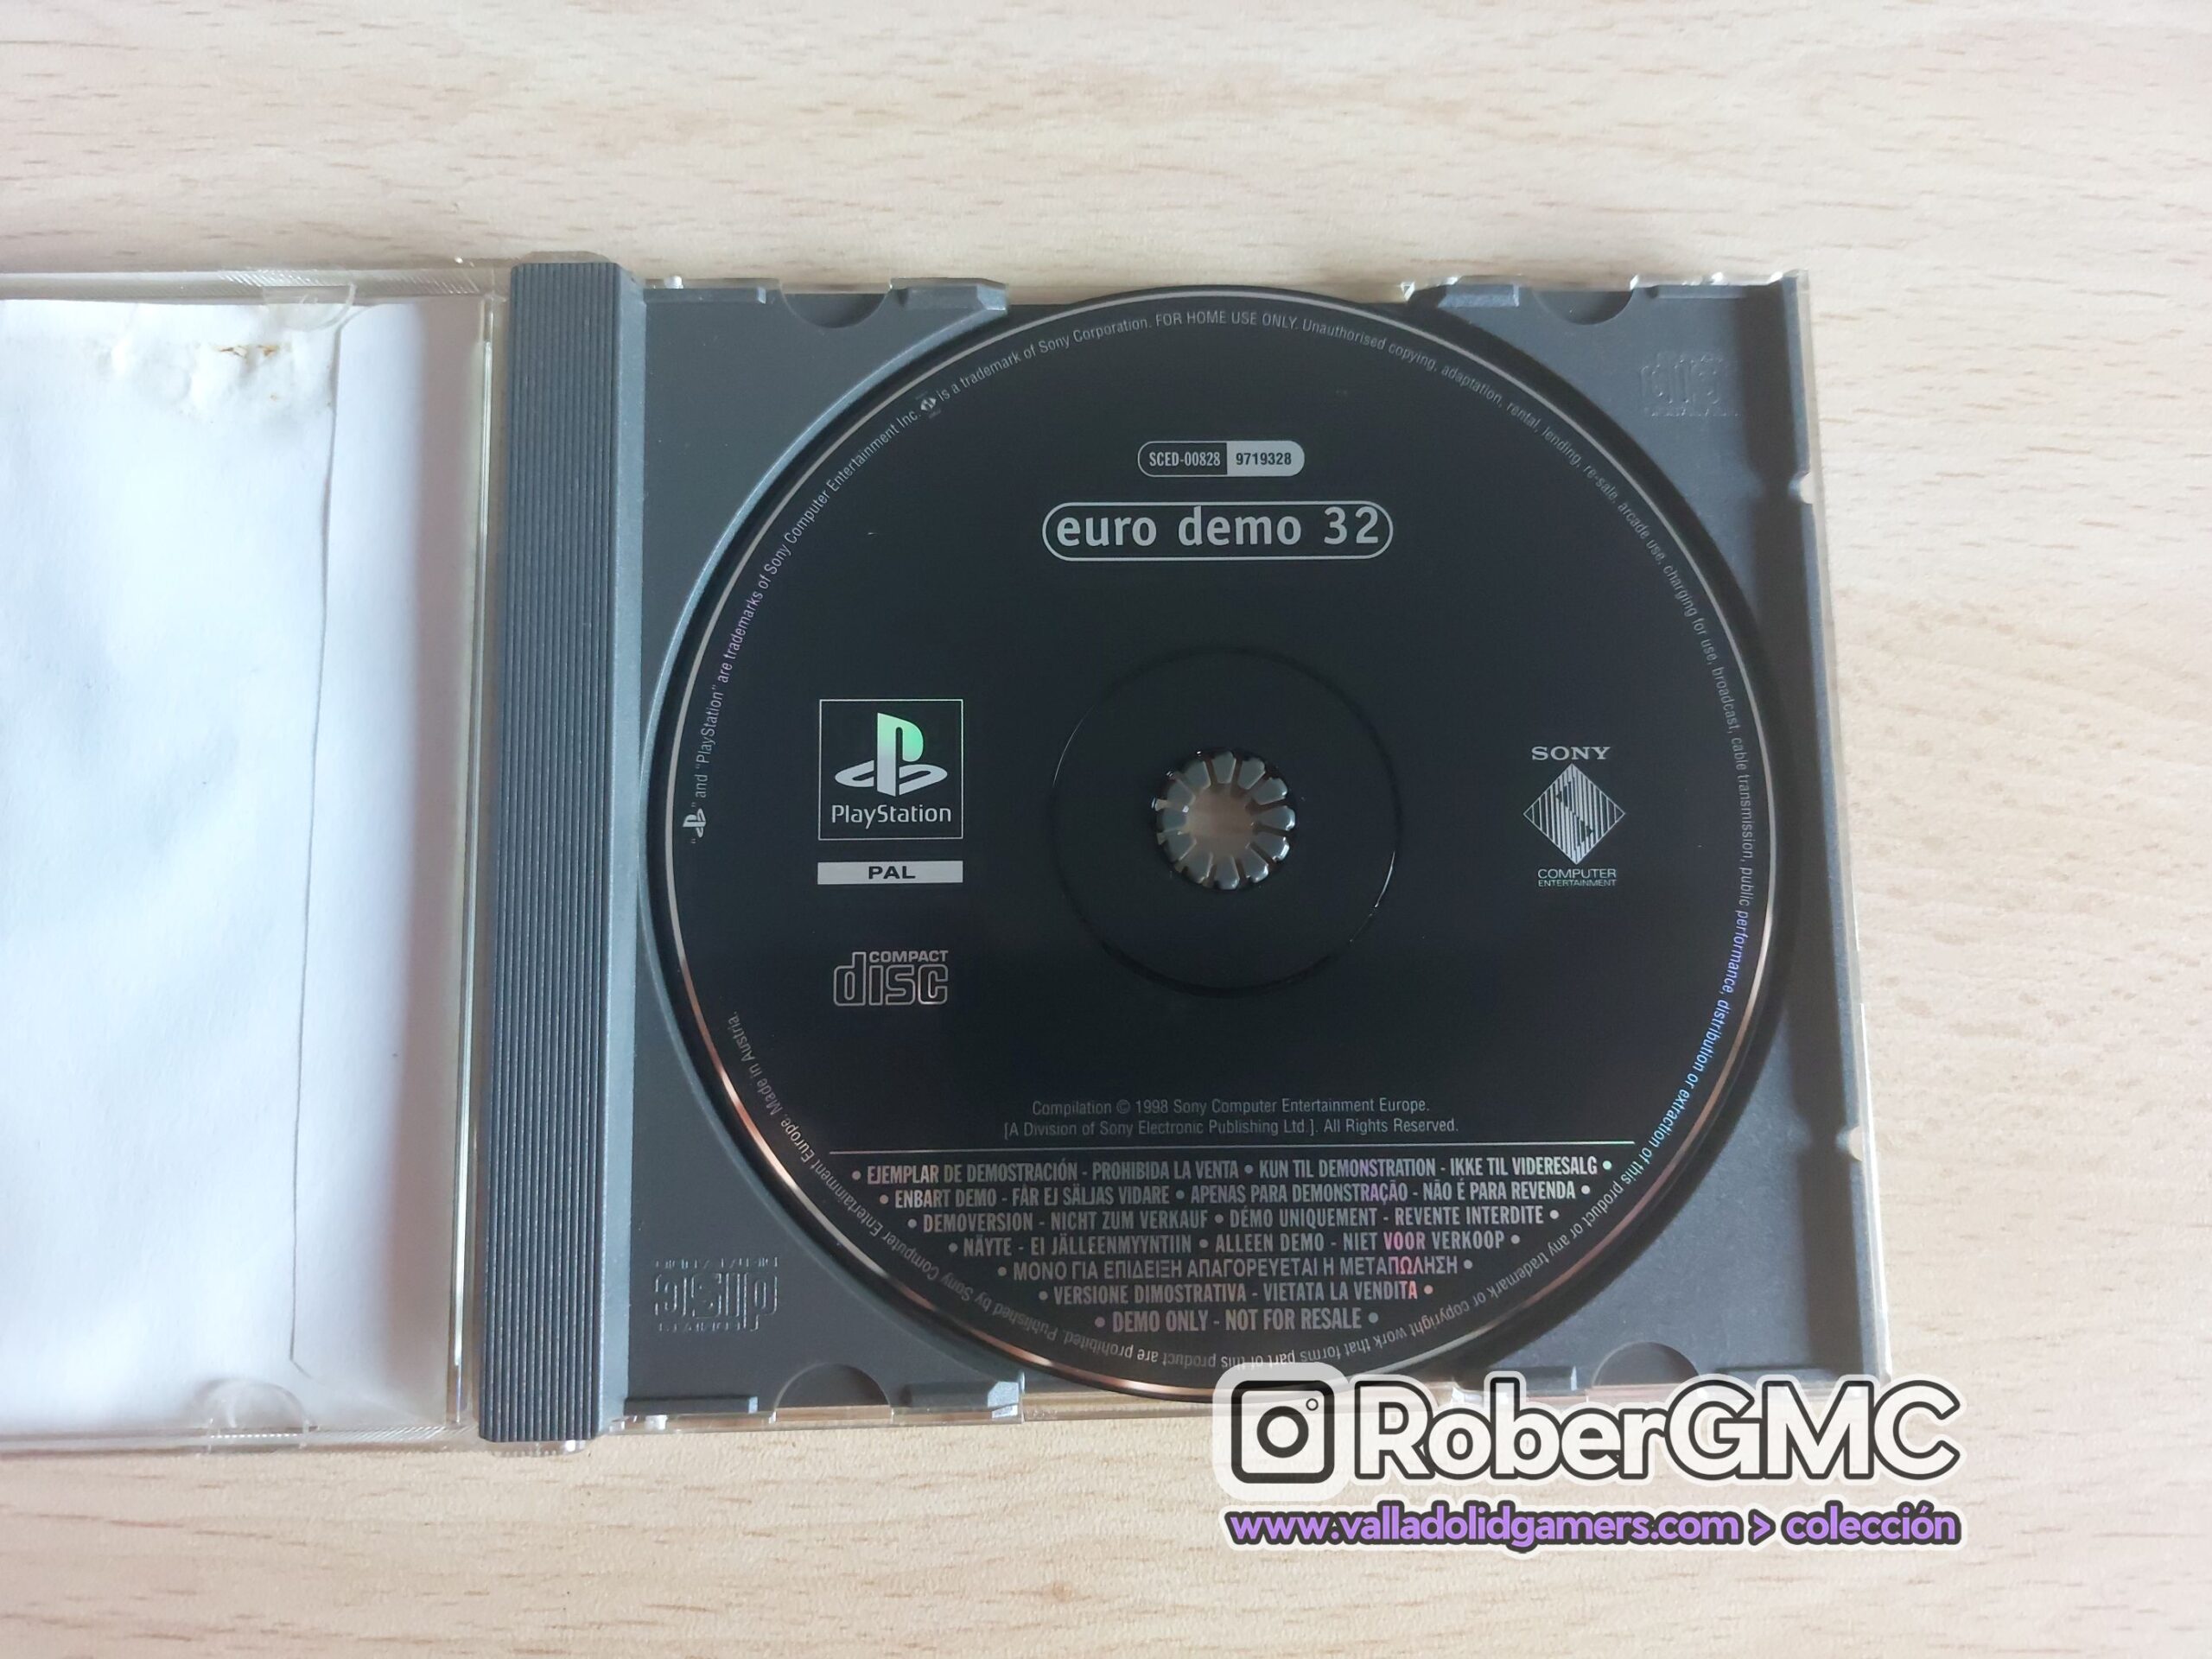 SCED-00828 9719328
euro demo 32
PlayStation
PAL
COMPACT
disc
SONY
COMPUTER
ENTERTAINMENT
Compilation © 1998 Sony Computer Entertainment Europe.
[A Division of Sony Electronic Publishing Ltd ]. All Rights Reserved.
• EJEMPLAR DE DEMOSTRACIÓN - PROHIBIDA LA VENTA • KUN TIL DEMONSTRATION - IKKE TIL VIDERESALG •
• ENBART DEMO - FÅR EJ SÄLJAS VIDARE • APENAS PARA DEMONSTRAÇÃO - NÃO É PARA REVENDA •
• DEMOVERSION - NICHT ZUM VERKAUF • DÉMO UNIQUEMENT - REVENTE INTERDITE •
• NÄYTE - EI JÄLLEENMYYNTIIN • ALLEEN DEMO - NIET VOOR VERKOOP •
• ΜΟΝΟ ΓΙΑ ΕΠΙΔΕΙΞΗ ΑΠΑΓΟΡΕΥΕΤΑΙ Η ΜΕΤΑΠΩΛΗΣΗ •
• VERSIONE DIMOSTRATIVA - VIETATA LA VENDITA •
• DEMO ONLY - NOT FOR RESALE •
" " and "PlayStation" are trademarks of Sony Computer Entertainment Inc. is a trademark of Sony Corporation. FOR HOME USE ONLY. Unauthorised copying, adaptation, rental, lending, re-sale, arcade use, charging for use, broadcast, cable transmission, public performance, distribution or extraction of this product or any trademark or copyright work that forms part of this product are prohibited. Published by Sony Computer Entertainment Europe. Made in Austria.
disc
RoberGMC
www.valladolidgamers.com > colección